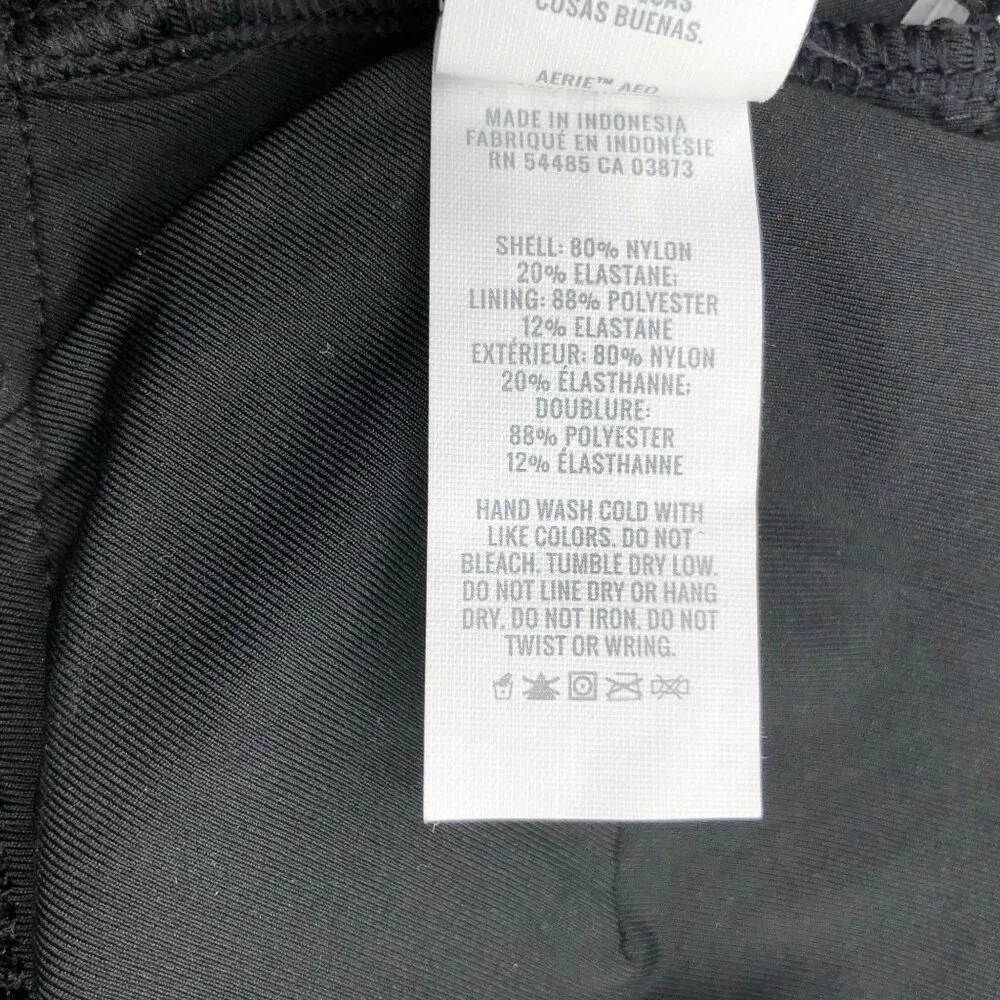 COSAS BUENAS.
AERIE™ AEO
MADE IN INDONESIA
FABRIQUÉ EN INDONÉSIE
RN 54485 CA 03873
SHELL: 80% NYLON
20% ELASTANE;
LINING: 88% POLYESTER
12% ELASTANE
EXTÉRIEUR: 80% NYLON
20% ÉLASTHANNE;
DOUBLURE:
88% POLYESTER
12% ÉLASTHANNE
HAND WASH COLD WITH
LIKE COLORS. DO NOT
BLEACH. TUMBLE DRY LOW.
DO NOT LINE DRY OR HANG
DRY. DO NOT IRON. DO NOT
TWIST OR WRING.